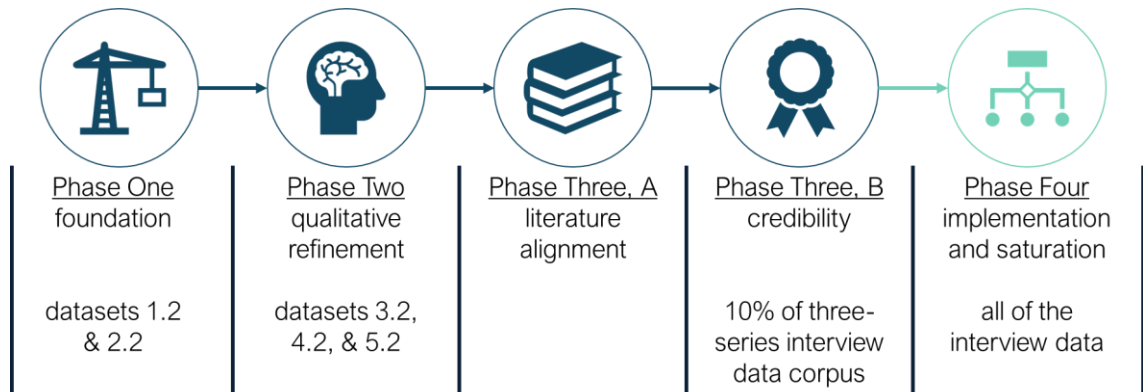 Phase One
foundation
datasets 1.2
& 2.2
Phase Two
qualitative
refinement
datasets 3.2,
4.2, & 5.2
Phase Three, A
literature
alignment
Phase Three, B
credibility
10% of three-
series interview
data corpus
Phase Four
implementation
and saturation
all of the
interview data